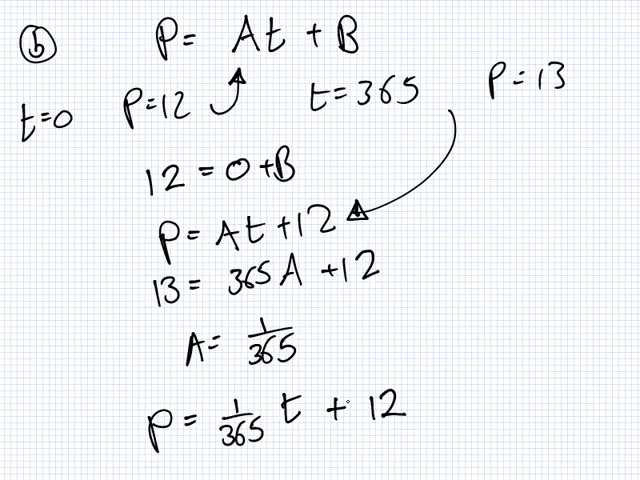 ⓑ P = At + B
t=0 P=12 t=365 P=13
12 = 0+B
P= At +12
13= 365A +12
A= 1/365
P= 1/365 t + 12